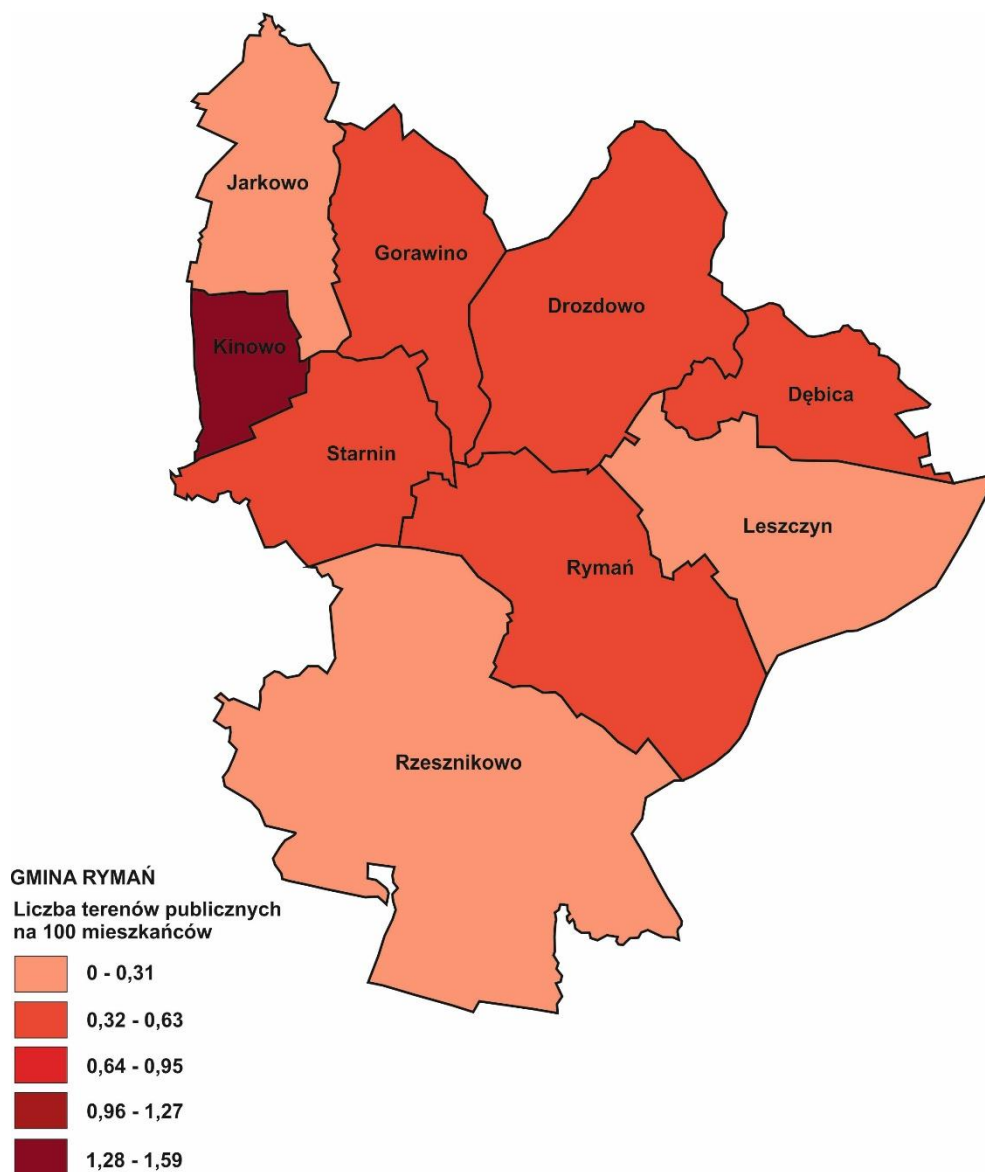 Jarkowo
Gorawino
Drozdowo
Kinowo
Dębica
Starnin
Leszczyn
Rymań
Rzesznikowo
GMINA RYMAŃ
Liczba terenów publicznych
na 100 mieszkańców
0 - 0,31
0,32 - 0,63
0,64 - 0,95
0,96 - 1,27
1,28 - 1,59